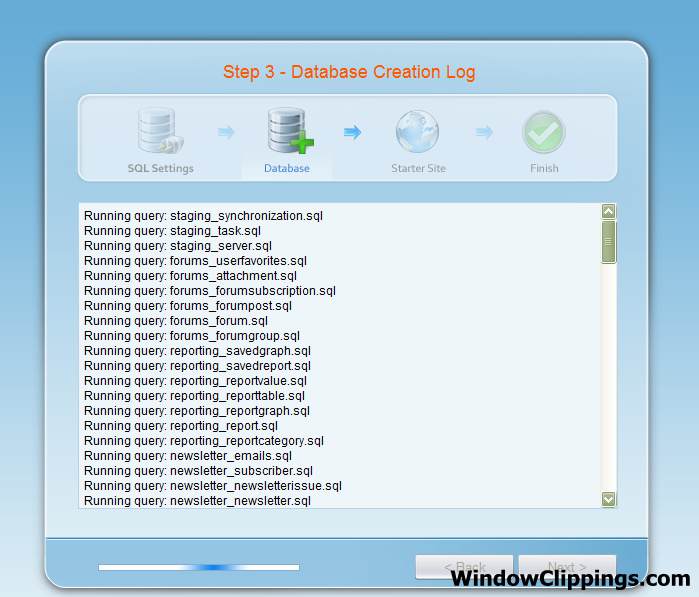 Step 3 - Database Creation Log
SQL Settings
Database
Starter Site
Finish
Running query: staging_synchronization.sql
Running query: staging_task.sql
Running query: staging_server.sql
Running query: forums_userfavorites.sql
Running query: forums_attachment.sql
Running query: forums_forumsubscription.sql
Running query: forums_forumpost.sql
Running query: forums_forum.sql
Running query: forums_forumgroup.sql
Running query: reporting_savedgraph.sql
Running query: reporting_savedreport.sql
Running query: reporting_reportvalue.sql
Running query: reporting_reporttable.sql
Running query: reporting_reportgraph.sql
Running query: reporting_report.sql
Running query: reporting_reportcategory.sql
Running query: newsletter_emails.sql
Running query: newsletter_subscriber.sql
Running query: newsletter_newsletterissue.sql
Running query: newsletter_newsletter.sql
< Back
Next >
WindowClippings.com